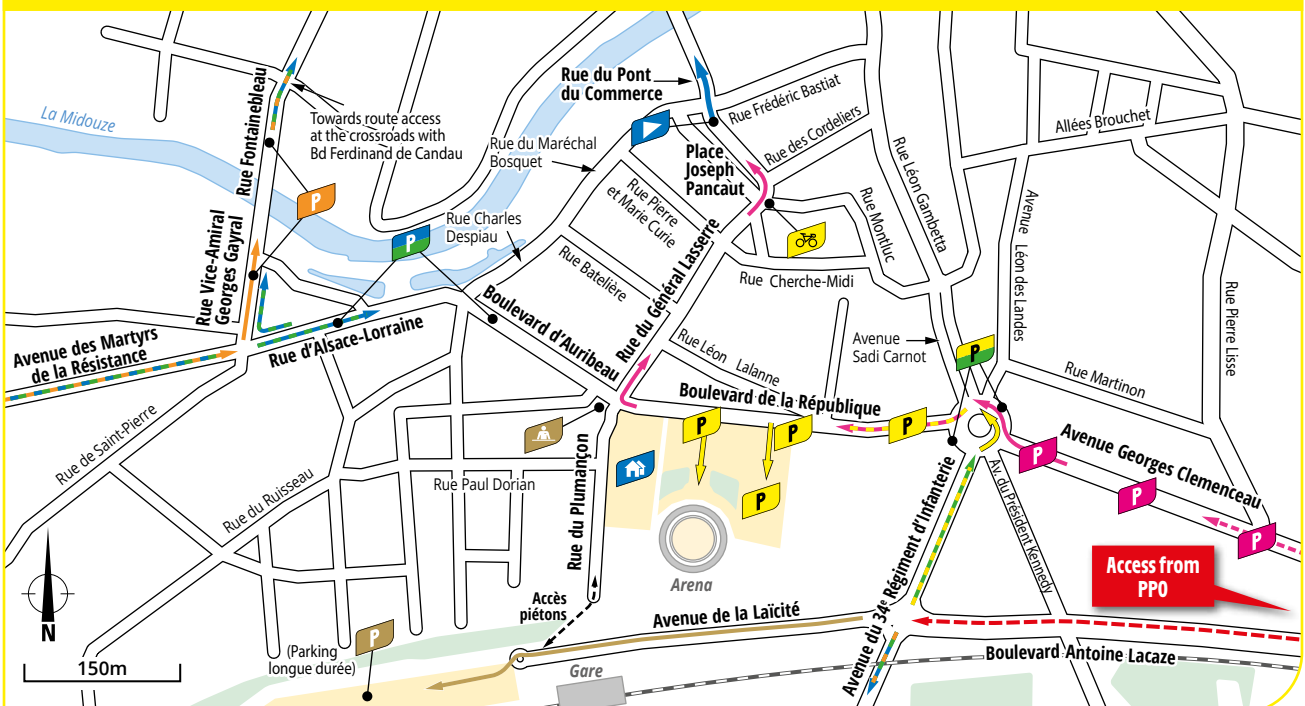 La Midouze
Rue Fontainebleau
Towards route access
at the crossroads with
Bd Ferdinand de Candau
Rue du Pont
du Commerce
Rue Frédéric Bastiat
Rue des Cordeliers
Allées Brouchet
Rue du Maréchal
Bosquet
Place
Joseph
Pancaut
Rue Léon Gambetta
P
Rue Pierre
et Marie Curie
Rue Montluc
Avenue Léon des Landes
Rue Charles
Despiau
P
Rue Vice-Amiral
Georges Gayral
Rue Batelière
Rue du Général Lasserre
Rue Cherche-Midi
Rue Pierre Lisse
Boulevard d'Auribeau
Avenue des Martyrs
de la Résistance
Rue d'Alsace-Lorraine
Rue Léon Lalanne
Avenue
Sadi Carnot
P
Rue Martinon
Boulevard de la République
P
P
P
Avenue Georges Clemenceau
Rue de Saint-Pierre
P
Rue Paul Dorian
P
P
Rue du Ruisseau
Rue du Plumançon
Avenue du 34e Régiment d'Infanterie
Av. du Président Kennedy
P
Arena
Access from
PPO
Accès
piétons
Avenue de la Laïcité
N
150m
P
(Parking
longue durée)
Gare
Boulevard Antoine Lacaze